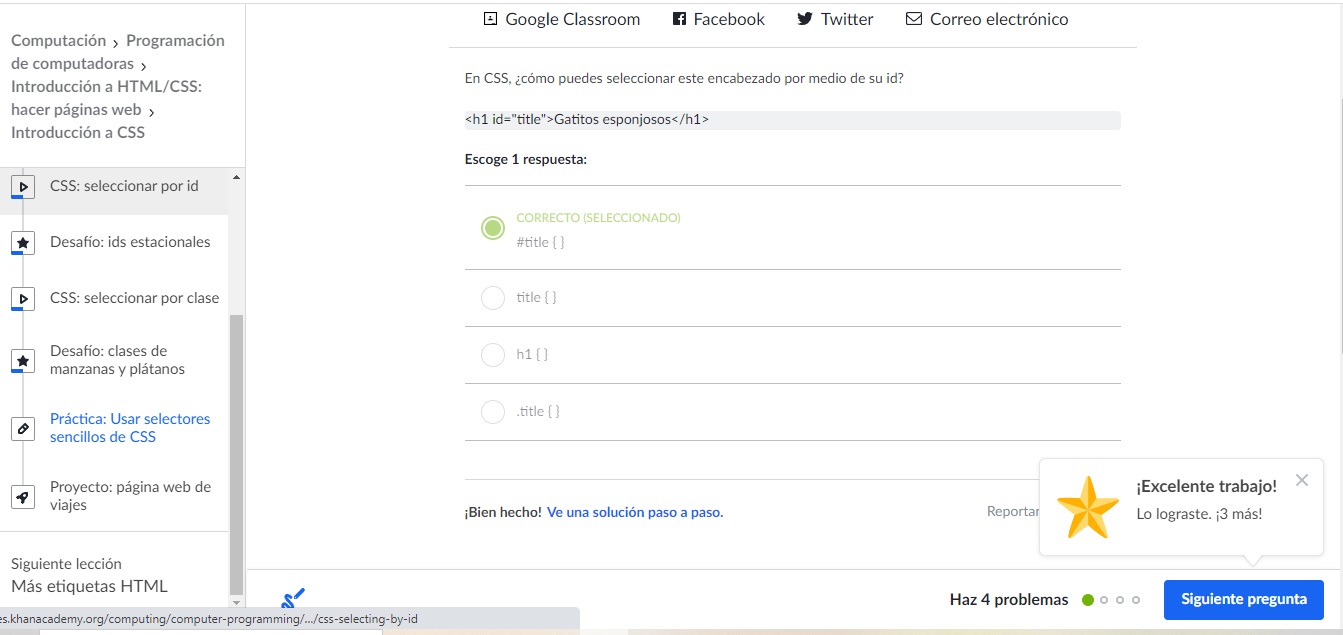 Google Classroom
Facebook
Twitter
Correo electrónico
Computación › Programación
de computadoras ›
Introducción a HTML/CSS:
hacer páginas web ›
Introducción a CSS
CSS: seleccionar por id
Desafío: ids estacionales
CSS: seleccionar por clase
Desafío: clases de
manzanas y plátanos
Práctica: Usar selectores
sencillos de CSS
Proyecto: página web de
viajes
Siguiente lección
Más etiquetas HTML
es.khanacademy.org/computing/computer-programming/.../css-selecting-by-id
En CSS, ¿cómo puedes seleccionar este encabezado por medio de su id?
<h1 id="title">Gatitos esponjosos</h1>
Escoge 1 respuesta:
CORRECTO (SELECCIONADO)
#title { }
title { }
h1 { }
.title { }
¡Bien hecho! Ve una solución paso a paso.
Reportar
¡Excelente trabajo!
Lo lograste. ¡3 más!
Haz 4 problemas
Siguiente pregunta